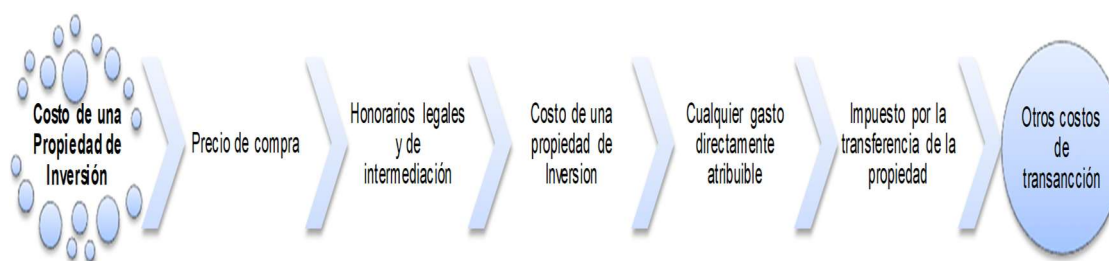 Costo de una
Propiedad de
Inversión
Precio de compra
Honorarios legales
y de
intermediación
Costo de una
propiedad de
Inversion
Cualquier gasto
directamente
atribuible
Impuesto por la
transferencia de la
propiedad
Otros costos
de
transancción